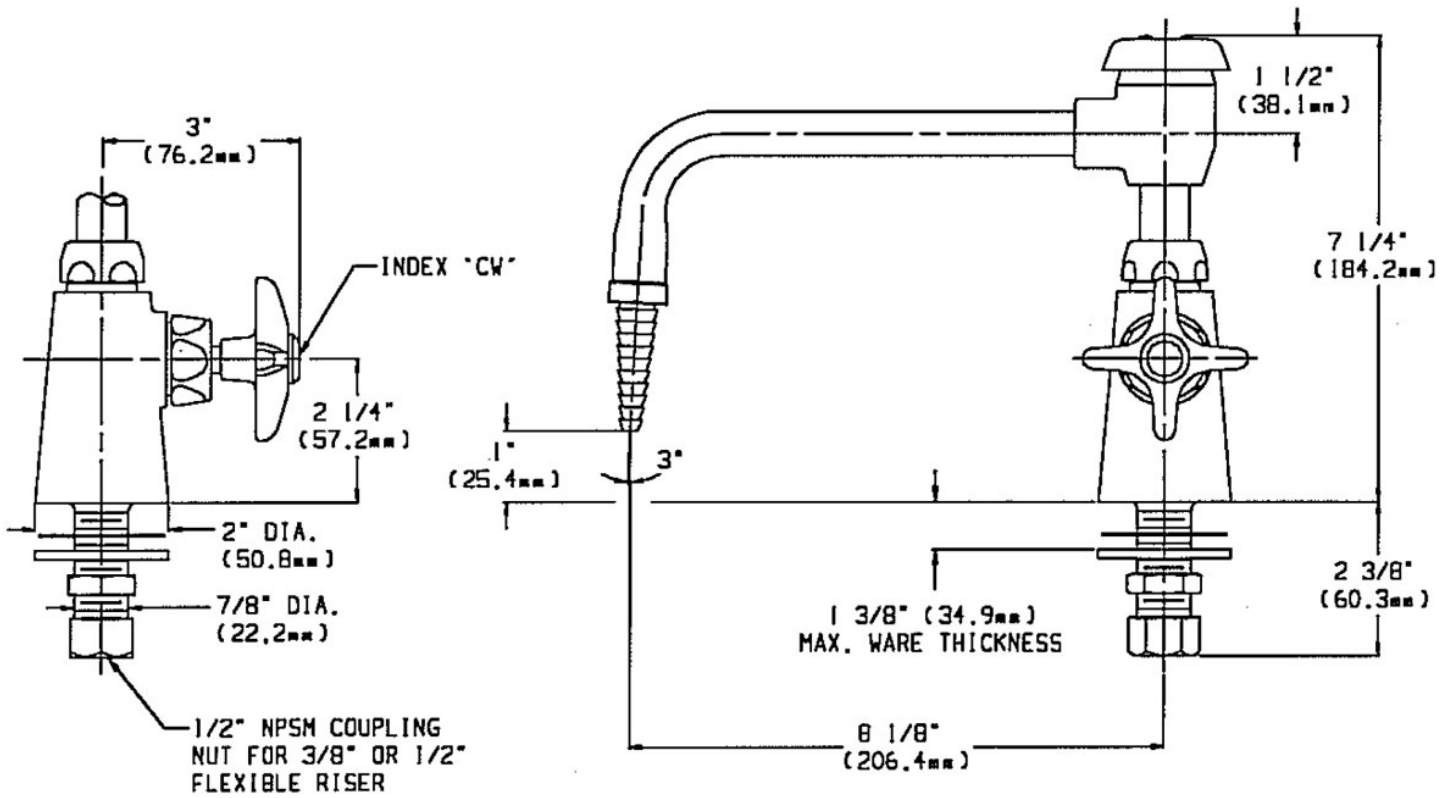 3"
(76.2mm)
INDEX "CW"
2 1/4"
(57.2mm)
2" DIA.
(50.8mm)
7/8" DIA.
(22.2mm)
1/2" NPSM COUPLING
NUT FOR 3/8" OR 1/2"
FLEXIBLE RISER
1 1/2"
(38.1mm)
7 1/4"
(184.2mm)
1"
(25.4mm)
3°
1 3/8" (34.9mm)
MAX. WARE THICKNESS
2 3/8"
(60.3mm)
8 1/8"
(206.4mm)